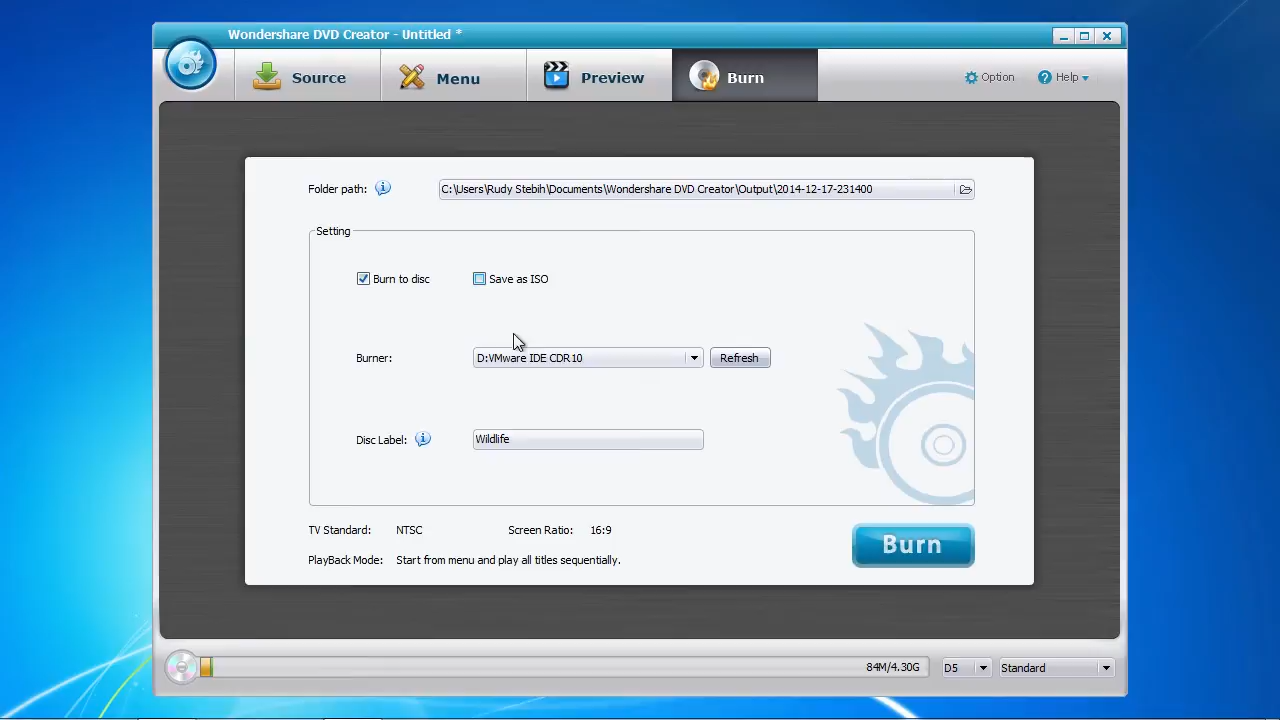 Wondershare DVD Creator - Untitled *
Source
Menu
Preview
Burn
Option
Help
Folder path:
C:\Users\Rudy Stebih\Documents\Wondershare DVD Creator\Output\2014-12-17-231400
Setting
Burn to disc
Save as ISO
Burner:
D:VMware IDE CDR10
Refresh
Disc Label:
Wildlife
TV Standard: NTSC Screen Ratio: 16:9
Burn
PlayBack Mode: Start from menu and play all titles sequentially.
84M/4.30G
D5
Standard